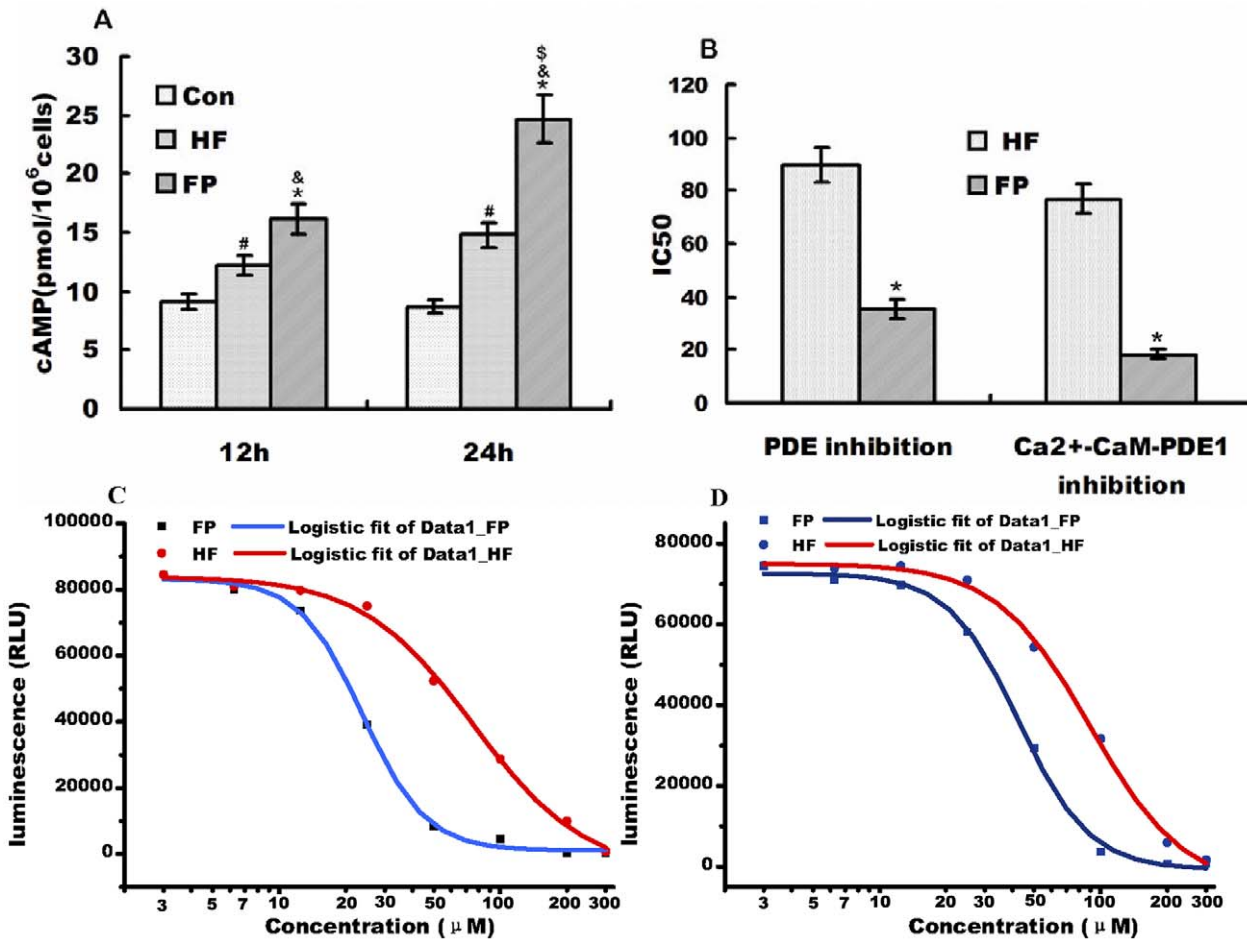 A
cAMP(pmol/10⁶cells)
30
25
20
15
10
5
0
Con
HF
FP
#
&
*
#
$
&
*
12h
24h
B
IC50
120
100
80
60
40
20
0
HF
FP
*
*
PDE inhibition
Ca2+-CaM-PDE1
inhibition
C
luminescence (RLU)
100000
80000
60000
40000
20000
0
FP Logistic fit of Data1_FP
HF Logistic fit of Data1_HF
3 5 7 10 20 30 50 100 200 300
Concentration (μM)
D
luminescence (RLU)
80000
60000
40000
20000
0
FP Logistic fit of Data1_FP
HF Logistic fit of Data1_HF
3 5 7 10 20 30 50 100 200 300
Concentration (μM)